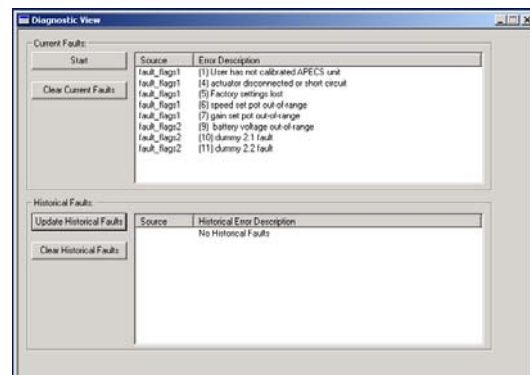 Diagnostic View
Current Faults:
Start
Clear Current Faults
Source Error Description
fault_flags1 (1) User has not calibrated APECS unit
fault_flags1 (4) actuator disconnected or short circuit
fault_flags1 (5) Factory settings lost
fault_flags1 (6) speed set pot out-of-range
fault_flags1 (7) gain set pot out-of-range
fault_flags2 (9) battery voltage out-of-range
fault_flags2 (10) dummy 2:1 fault
fault_flags2 (11) dummy 2:2 fault
Historical Faults:
Update Historical Faults
Clear Historical Faults
Source Historical Error Description
No Historical Faults